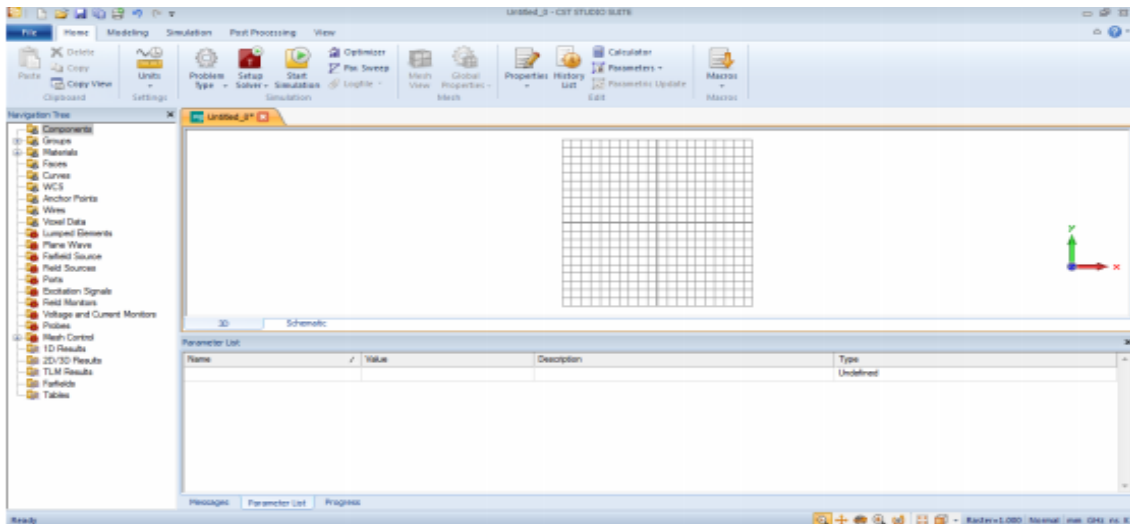 Untitled_0 - CST STUDIO SUITE
File Home Modeling Simulation Post Processing View
Paste
Delete
Copy
Copy View
Clipboard
Units
Settings
Problem Type
Setup Solver
Start Simulation
Optimizer
Par. Sweep
Logfile
Simulation
Mesh View
Global Properties
Mesh
Properties
History List
Calculator
Parameters
Parametric Update
Edit
Macros
Macros
Navigation Tree
Components
Groups
Materials
Faces
Curves
WCS
Anchor Points
Wires
Voxel Data
Lumped Elements
Plane Wave
Farfield Source
Field Sources
Ports
Excitation Signals
Field Monitors
Voltage and Current Monitors
Probes
Mesh Control
1D Results
2D/3D Results
TLM Results
Farfields
Tables
Untitled_0*
y
x
3D Schematic
Parameter List
Name / Value Description Type
Undefined
Messages Parameter List Progress
Ready
Raster=1.000 Normal mm GHz ns K